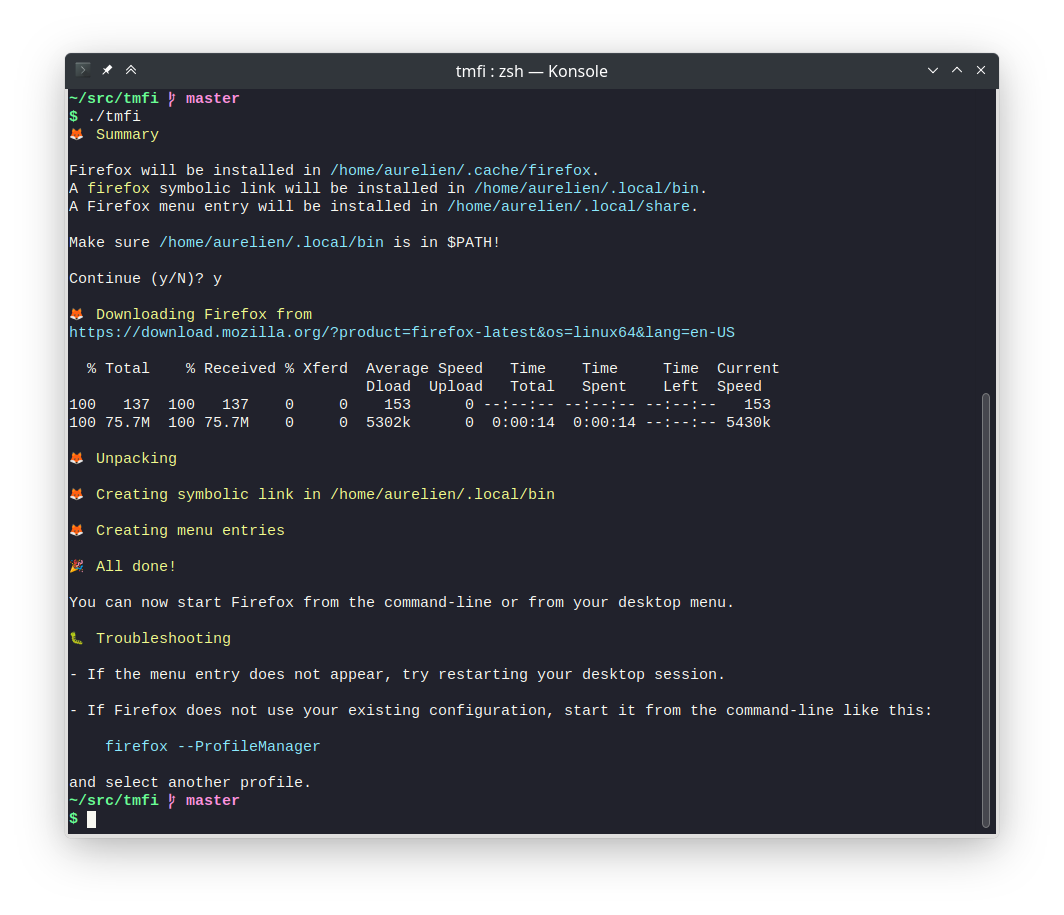 tmfi : zsh — Konsole
~/src/tmfi master
$ ./tmfi
🦊 Summary
Firefox will be installed in /home/aurelien/.cache/firefox.
A firefox symbolic link will be installed in /home/aurelien/.local/bin.
A Firefox menu entry will be installed in /home/aurelien/.local/share.
Make sure /home/aurelien/.local/bin is in $PATH!
Continue (y/N)? y
🦊 Downloading Firefox from
https://download.mozilla.org/?product=firefox-latest&os=linux64&lang=en-US
  % Total    % Received % Xferd  Average Speed   Time    Time     Time  Current
                                 Dload  Upload   Total   Spent    Left  Speed
100   137  100   137    0     0    153      0 --:--:-- --:--:-- --:--:--   153
100 75.7M  100 75.7M    0     0  5302k      0  0:00:14  0:00:14 --:--:-- 5430k
🦊 Unpacking
🦊 Creating symbolic link in /home/aurelien/.local/bin
🦊 Creating menu entries
🎉 All done!
You can now start Firefox from the command-line or from your desktop menu.
🐛 Troubleshooting
- If the menu entry does not appear, try restarting your desktop session.
- If Firefox does not use your existing configuration, start it from the command-line like this:
    firefox --ProfileManager
and select another profile.
~/src/tmfi master
$